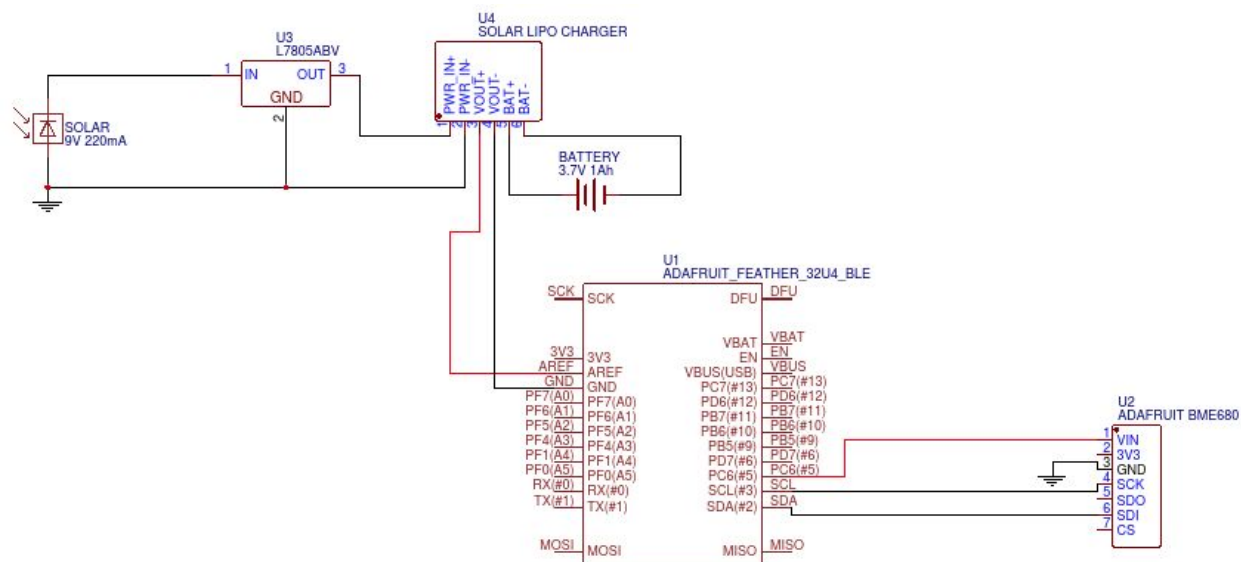 U4
SOLAR LIPO CHARGER
U3
L7805ABV
1
IN
OUT
3
GND
2
PWR_IN+
PWR_IN-
VOUT+
VOUT-
BAT+
BAT-
1
2
3
4
5
6
SOLAR
9V 220mA
BATTERY
3.7V 1Ah
U1
ADAFRUIT_FEATHER_32U4_BLE
SCK
SCK
DFU
DFU
VBAT
VBAT
EN
EN
3V3
3V3
AREF
AREF
VBUS(USB)
VBUS
GND
GND
PC7(#13)
PC7(#13)
PF7(A0)
PF7(A0)
PD6(#12)
PD6(#12)
PF6(A1)
PF6(A1)
PB7(#11)
PB7(#11)
PF5(A2)
PF5(A2)
PB6(#10)
PB6(#10)
PF4(A3)
PF4(A3)
PB5(#9)
PB5(#9)
PF1(A4)
PF1(A4)
PD7(#6)
PD7(#6)
PF0(A5)
PF0(A5)
PC6(#5)
PC6(#5)
RX(#0)
RX(#0)
SCL(#3)
SCL
TX(#1)
TX(#1)
SDA(#2)
SDA
MOSI
MOSI
MISO
MISO
U2
ADAFRUIT BME680
1
VIN
2
3V3
3
GND
4
SCK
5
SDO
6
SDI
7
CS